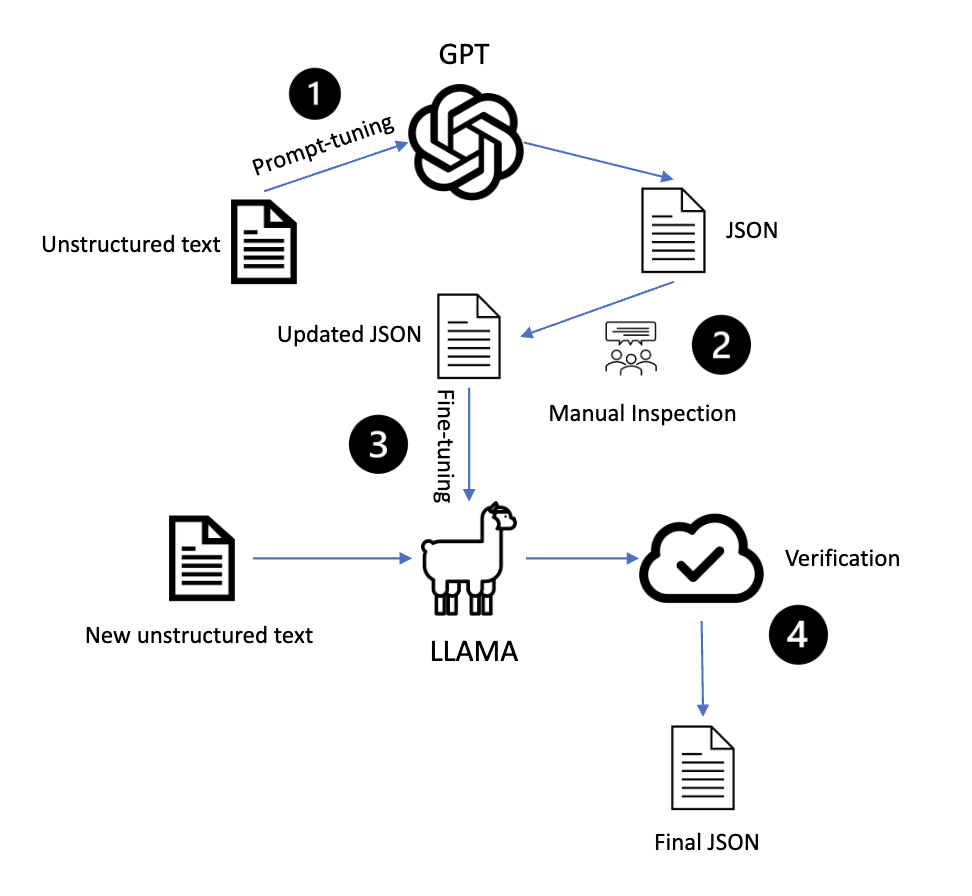 GPT
1
Prompt-tuning
Unstructured text
JSON
Updated JSON
2
Manual Inspection
3
Fine-tuning
New unstructured text
LLAMA
Verification
4
Final JSON